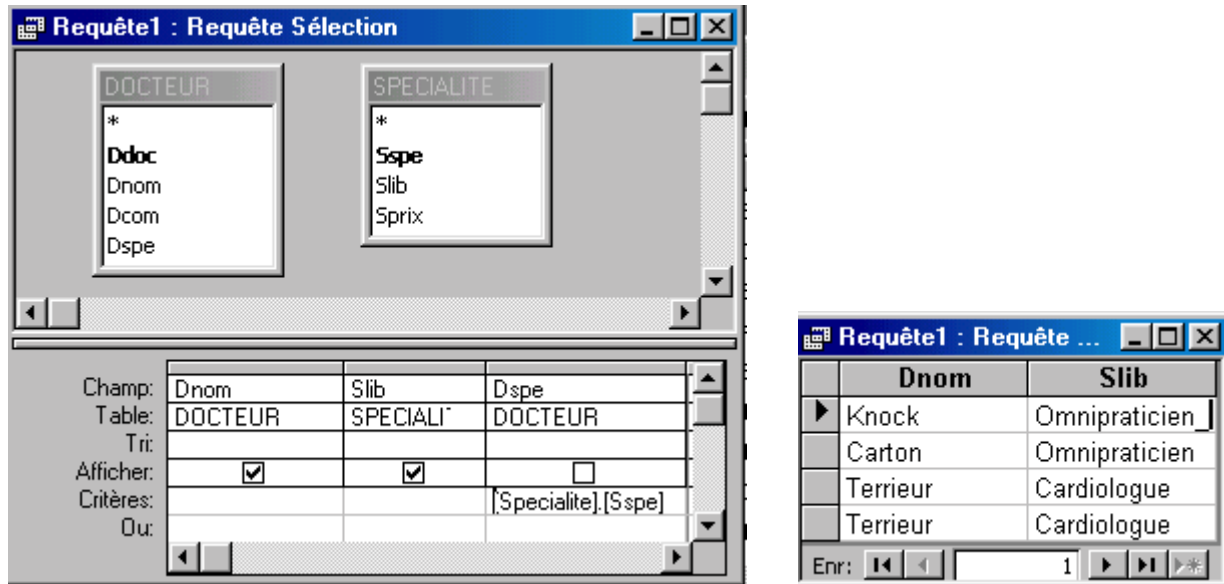 Requête1 : Requête Sélection
DOCTEUR
*
Ddoc
Dnom
Dcom
Dspe
SPECIALITE
*
Sspe
Slib
Sprix
Champ: Dnom Slib Dspe
Table: DOCTEUR SPECIALI DOCTEUR
Tri:
Afficher:
Critères: [Specialite].[Sspe]
Ou:
Requête1 : Requête ...
Dnom Slib
Knock Omnipraticien_
Carton Omnipraticien
Terrieur Cardiologue
Terrieur Cardiologue
Enr: 1